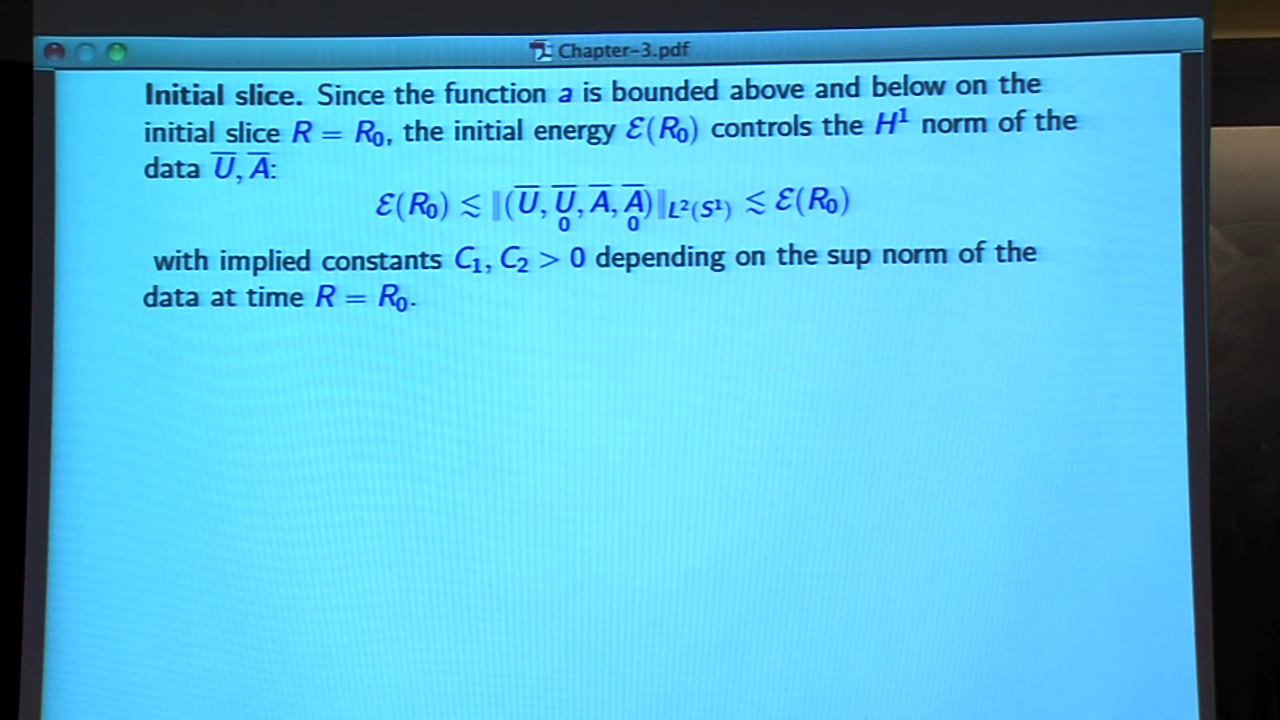 Chapter-3.pdf
Initial slice. Since the function a is bounded above and below on the
initial slice R = R₀, the initial energy ℰ(R₀) controls the H¹ norm of the
data U̅, A̅:
ℰ(R₀) ≲ ‖(U̅, U̅₀, A̅, A̅₀)‖_{L²(S¹)} ≲ ℰ(R₀)
with implied constants C₁, C₂ > 0 depending on the sup norm of the
data at time R = R₀.